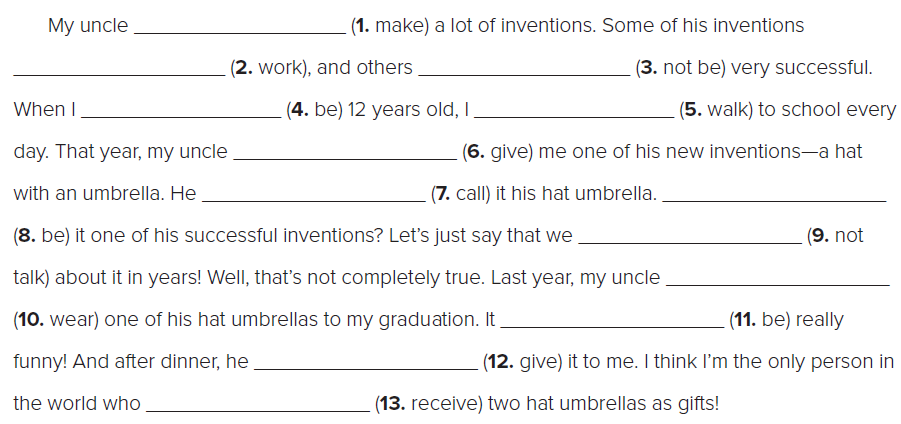 My uncle ____________________ (1. make) a lot of inventions. Some of his inventions
____________________ (2. work), and others ____________________ (3. not be) very successful.
When I ____________________ (4. be) 12 years old, I ____________________ (5. walk) to school every
day. That year, my uncle ____________________ (6. give) me one of his new inventions—a hat
with an umbrella. He ____________________ (7. call) it his hat umbrella. ____________________
(8. be) it one of his successful inventions? Let’s just say that we ____________________ (9. not
talk) about it in years! Well, that’s not completely true. Last year, my uncle ____________________
(10. wear) one of his hat umbrellas to my graduation. It ____________________ (11. be) really
funny! And after dinner, he ____________________ (12. give) it to me. I think I’m the only person in
the world who ____________________ (13. receive) two hat umbrellas as gifts!